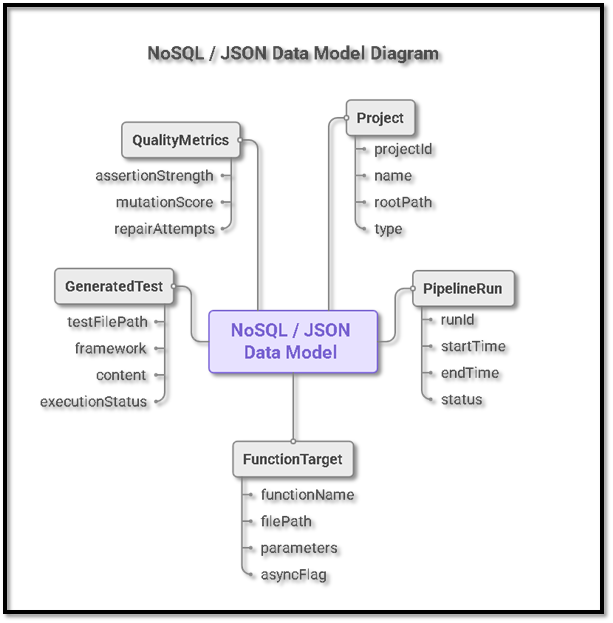 NoSQL / JSON Data Model Diagram
QualityMetrics
assertionStrength
mutationScore
repairAttempts
Project
projectId
name
rootPath
type
GeneratedTest
testFilePath
framework
content
executionStatus
NoSQL / JSON
Data Model
PipelineRun
runId
startTime
endTime
status
FunctionTarget
functionName
filePath
parameters
asyncFlag